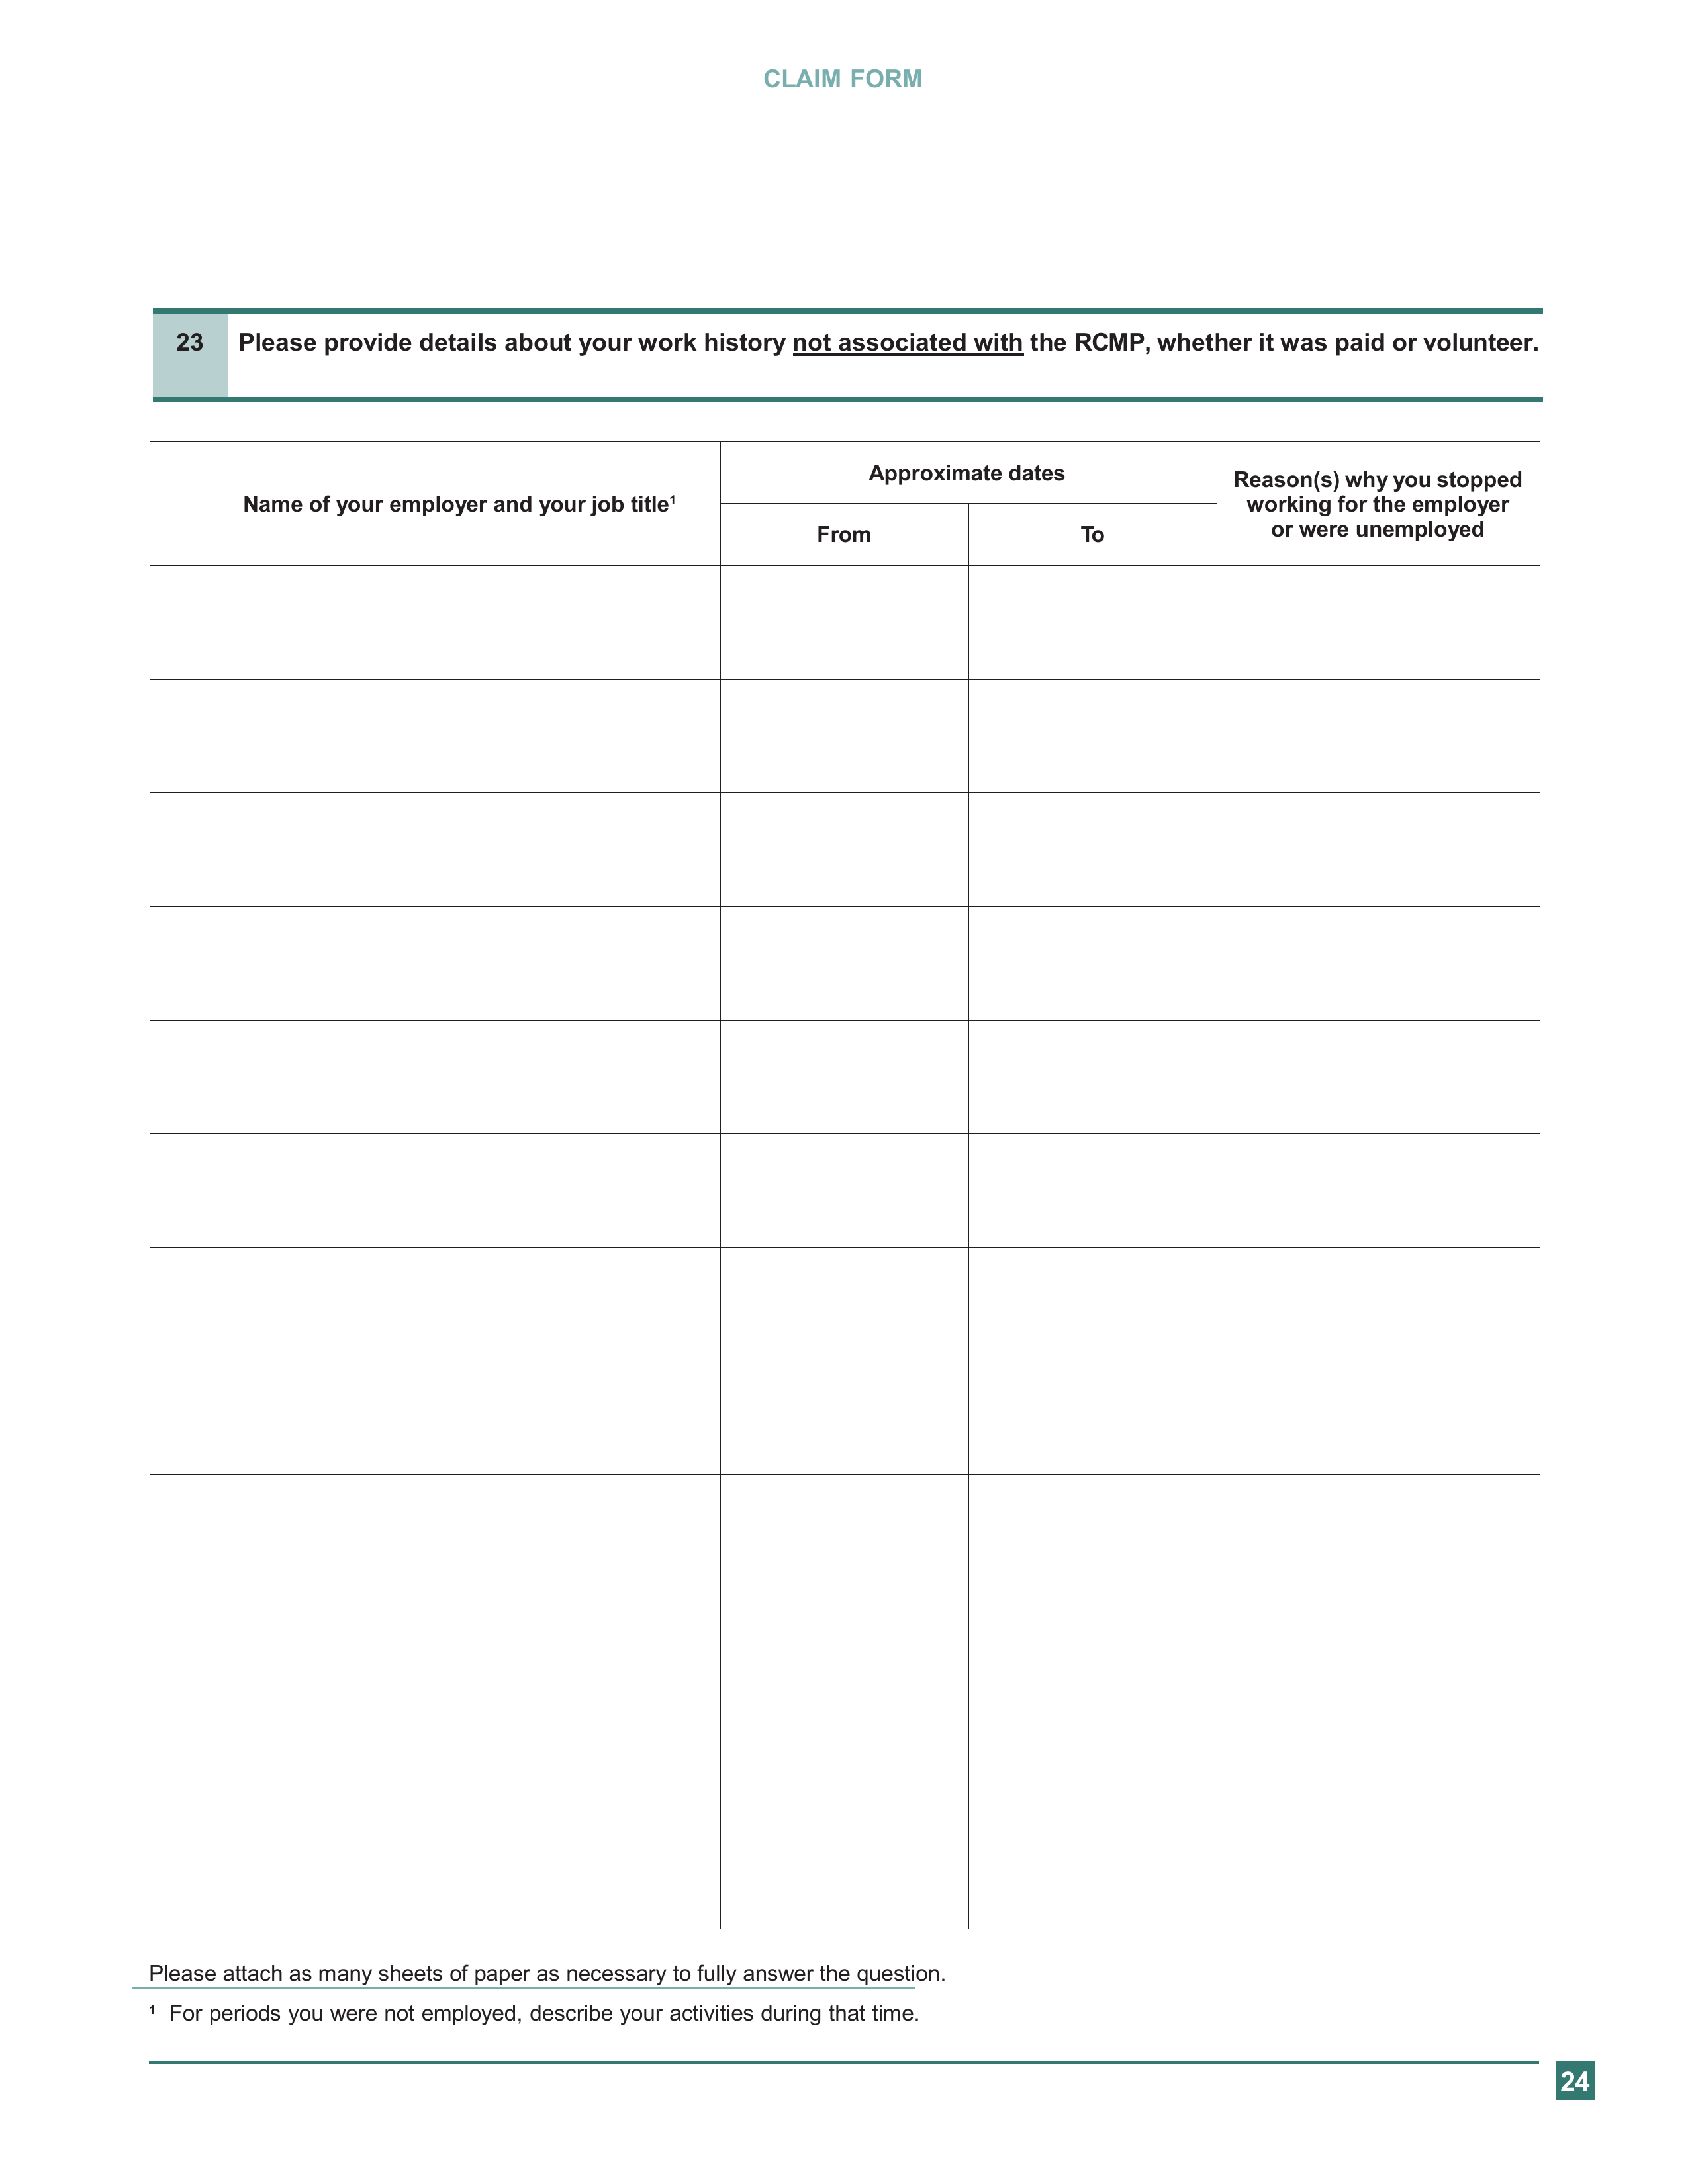 CLAIM FORM
23 Please provide details about your work history not associated with the RCMP, whether it was paid or volunteer.
Name of your employer and your job title¹
Approximate dates
From
To
Reason(s) why you stopped
working for the employer
or were unemployed
Please attach as many sheets of paper as necessary to fully answer the question.
¹ For periods you were not employed, describe your activities during that time.
24